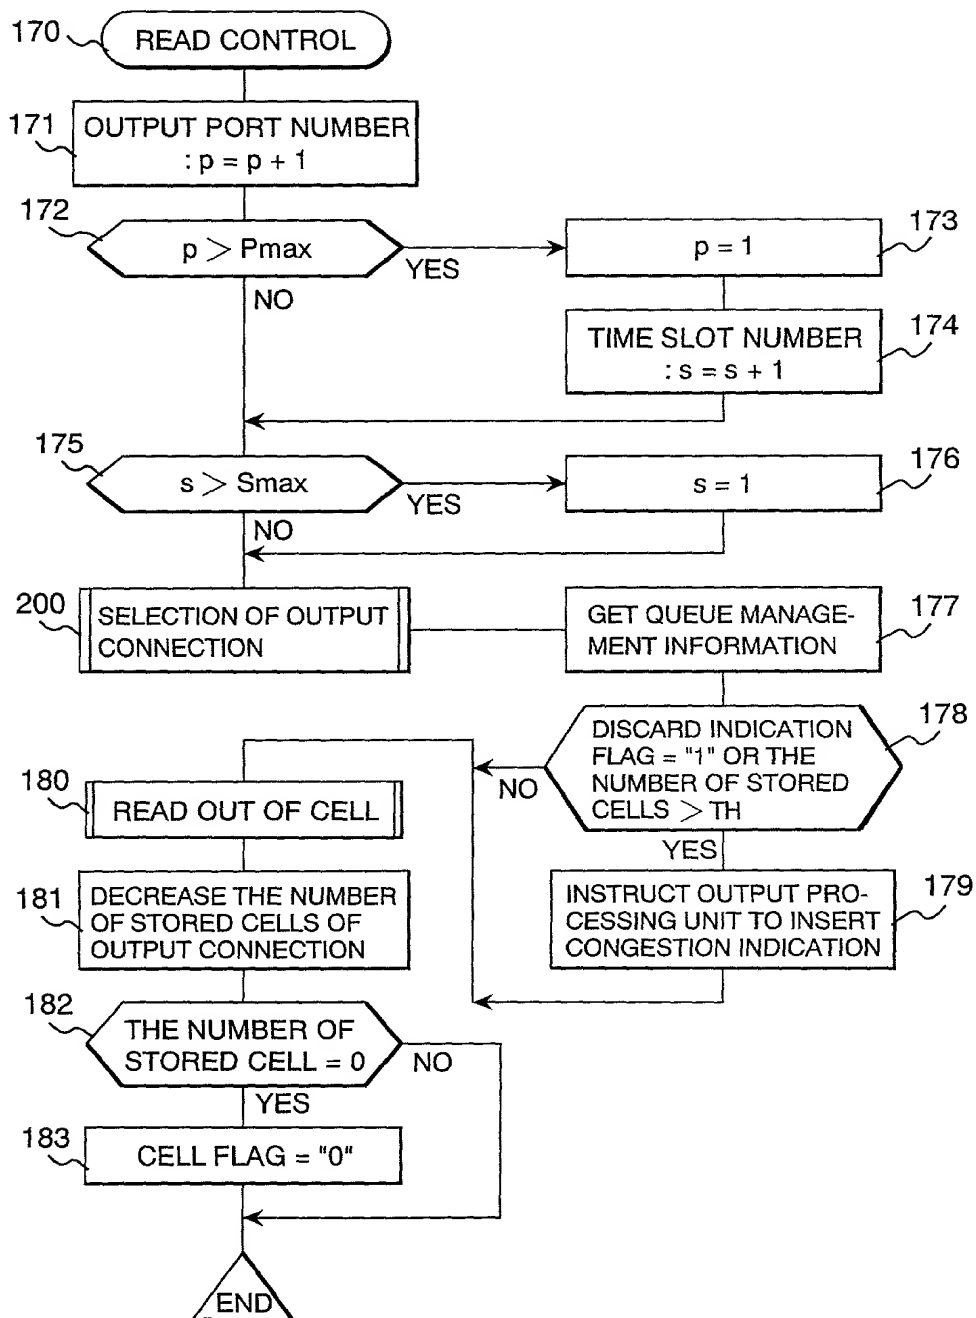 170
READ CONTROL
171
OUTPUT PORT NUMBER
: p = p + 1
172
p > Pmax
YES
NO
173
p = 1
174
TIME SLOT NUMBER
: s = s + 1
175
s > Smax
YES
NO
176
s = 1
200
SELECTION OF OUTPUT
CONNECTION
177
GET QUEUE MANAGE-
MENT INFORMATION
178
DISCARD INDICATION
FLAG = "1" OR THE
NUMBER OF STORED
CELLS > TH
NO
YES
179
INSTRUCT OUTPUT PRO-
CESSING UNIT TO INSERT
CONGESTION INDICATION
180
READ OUT OF CELL
181
DECREASE THE NUMBER
OF STORED CELLS OF
OUTPUT CONNECTION
182
THE NUMBER OF
STORED CELL = 0
NO
YES
183
CELL FLAG = "0"
END